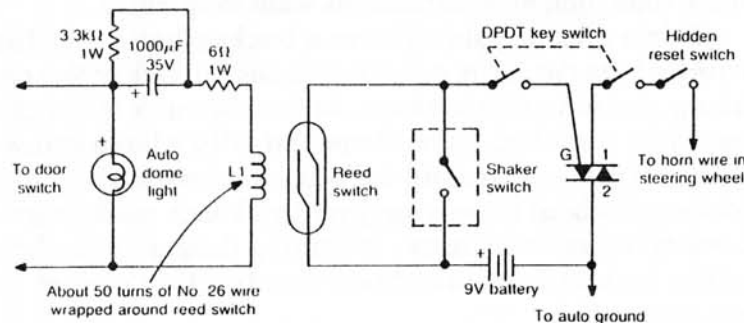 3.3kΩ
1W
1000μF
35V
6Ω
1W
DPDT key switch
Hidden
reset switch
+
+
To door
switch
Auto
dome
light
L1
Reed
switch
Shaker
switch
G
1
2
To horn wire in
steering wheel
+
9V battery
About 50 turns of No 26 wire
wrapped around reed switch
To auto ground